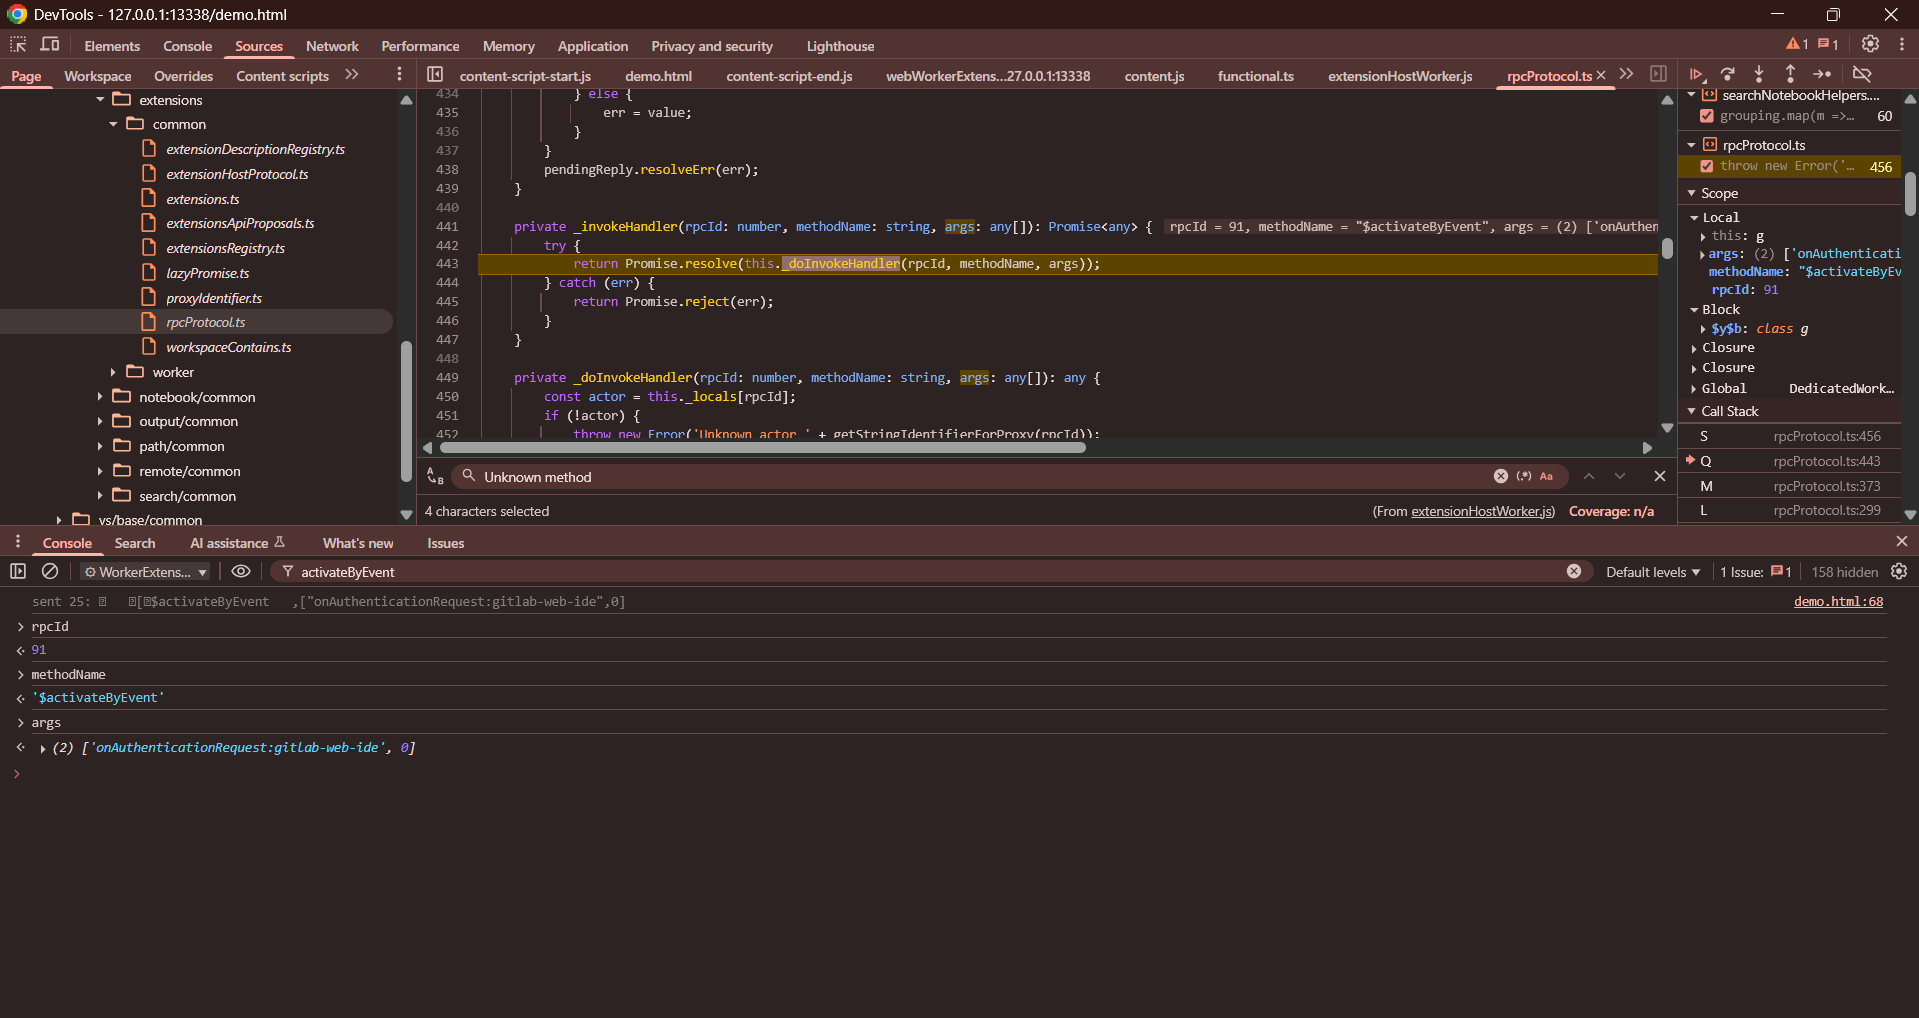 DevTools - 127.0.0.1:13338/demo.html
Elements Console Sources Network Performance Memory Application Privacy and security Lighthouse 1 1
Page Workspace Overrides Content scripts
content-script-start.js demo.html content-script-end.js webWorkerExtens...27.0.0.1:13338 content.js functional.ts extensionHostWorker.js rpcProtocol.ts
extensions
common
extensionDescriptionRegistry.ts
extensionHostProtocol.ts
extensions.ts
extensionsApiProposals.ts
extensionsRegistry.ts
lazyPromise.ts
proxyIdentifier.ts
rpcProtocol.ts
workspaceContains.ts
worker
notebook/common
output/common
path/common
remote/common
search/common
vs/base/common
434 } else {
435 err = value;
436 }
437 }
438 pendingReply.resolveErr(err);
439 }
440
441 private _invokeHandler(rpcId: number, methodName: string, args: any[]): Promise<any> { rpcId = 91, methodName = "$activateByEvent", args = (2) ['onAuthen
442 try {
443 return Promise.resolve(this._doInvokeHandler(rpcId, methodName, args));
444 } catch (err) {
445 return Promise.reject(err);
446 }
447 }
448
449 private _doInvokeHandler(rpcId: number, methodName: string, args: any[]): any {
450 const actor = this._locals[rpcId];
451 if (!actor) {
452 throw new Error('Unknown actor ' + getStringIdentifierForProxy(rpcId));
Unknown method (.*) Aa
4 characters selected (From extensionHostWorker.js) Coverage: n/a
searchNotebookHelpers....
grouping.map(m =>… 60
rpcProtocol.ts
throw new Error('… 456
Scope
Local
this: g
args: (2) ['onAuthenticati
methodName: "$activateByEv
rpcId: 91
Block
$y$b: class g
Closure
Closure
Global DedicatedWork…
Call Stack
S rpcProtocol.ts:456
Q rpcProtocol.ts:443
M rpcProtocol.ts:373
L rpcProtocol.ts:299
Console Search AI assistance What's new Issues
WorkerExtens... activateByEvent Default levels 1 Issue: 1 158 hidden
sent 25: [ $activateByEvent ,["onAuthenticationRequest:gitlab-web-ide",0] demo.html:68
rpcId
91
methodName
'$activateByEvent'
args
(2) ['onAuthenticationRequest:gitlab-web-ide', 0]